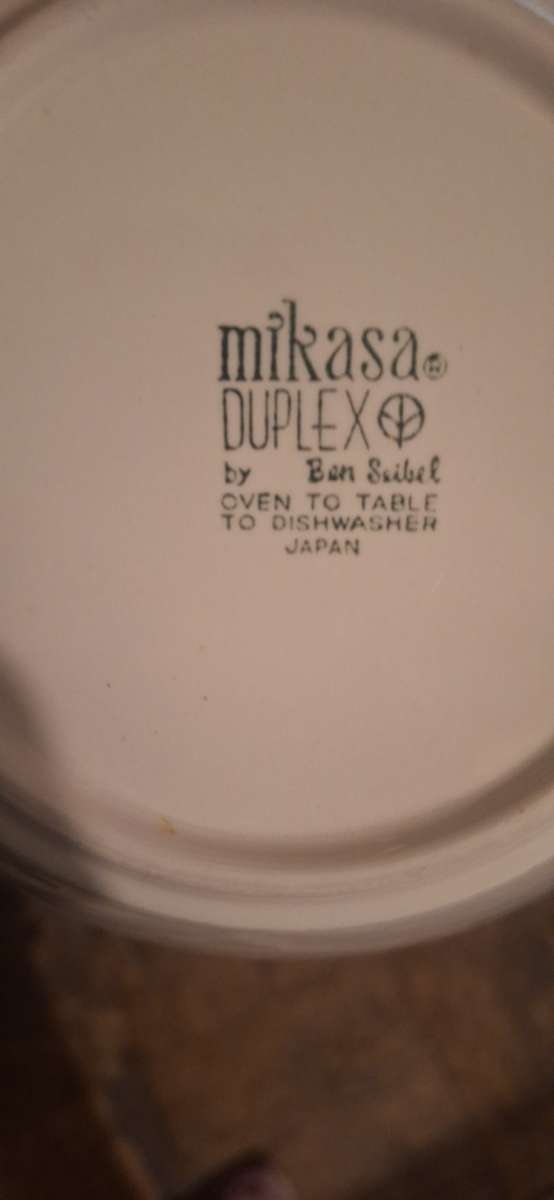 mikasa®
DUPLEX
by Ben Seibel
OVEN TO TABLE
TO DISHWASHER
JAPAN